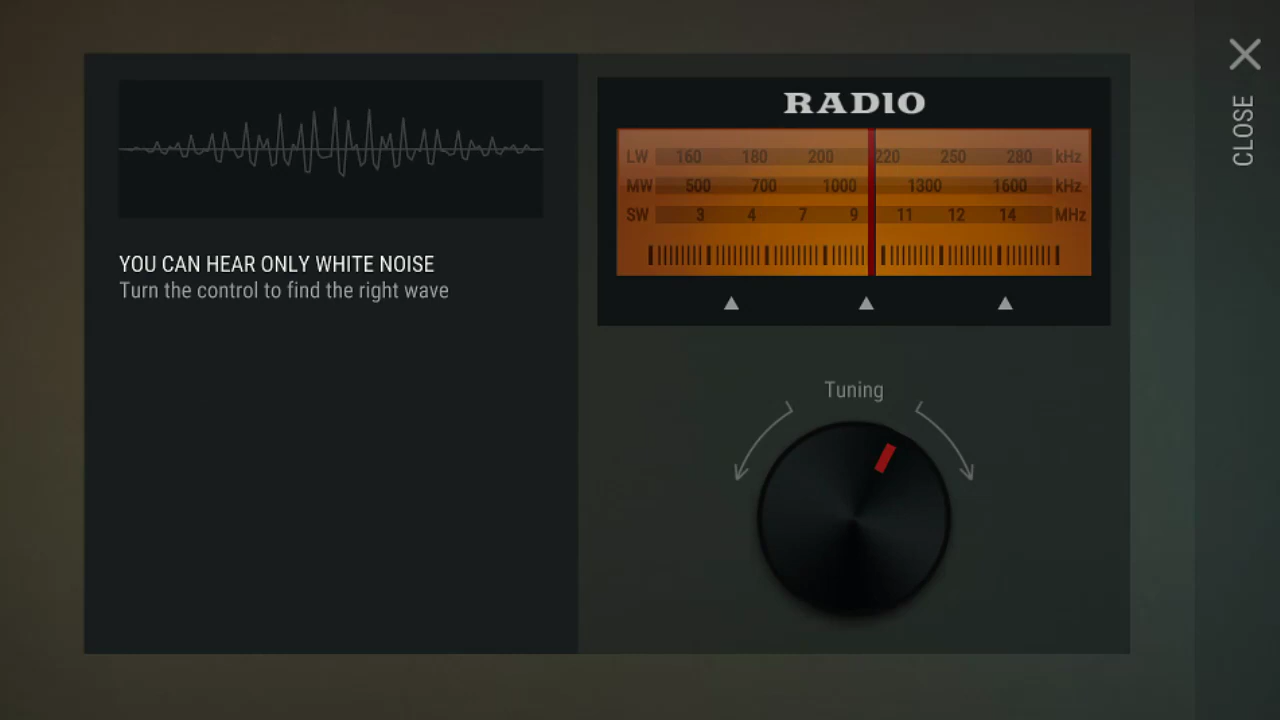 YOU CAN HEAR ONLY WHITE NOISE
Turn the control to find the right wave
RADIO
LW 160 180 200 220 250 280 kHz
MW 500 700 1000 1300 1600 kHz
SW 3 4 7 9 11 12 14 MHz
Tuning
CLOSE